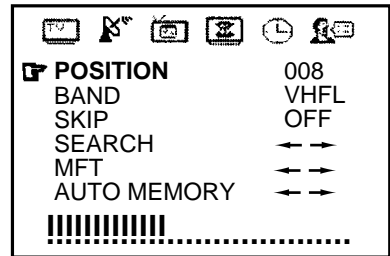 TV
POSITION 008
BAND VHFL
SKIP OFF
SEARCH
MFT
AUTO MEMORY